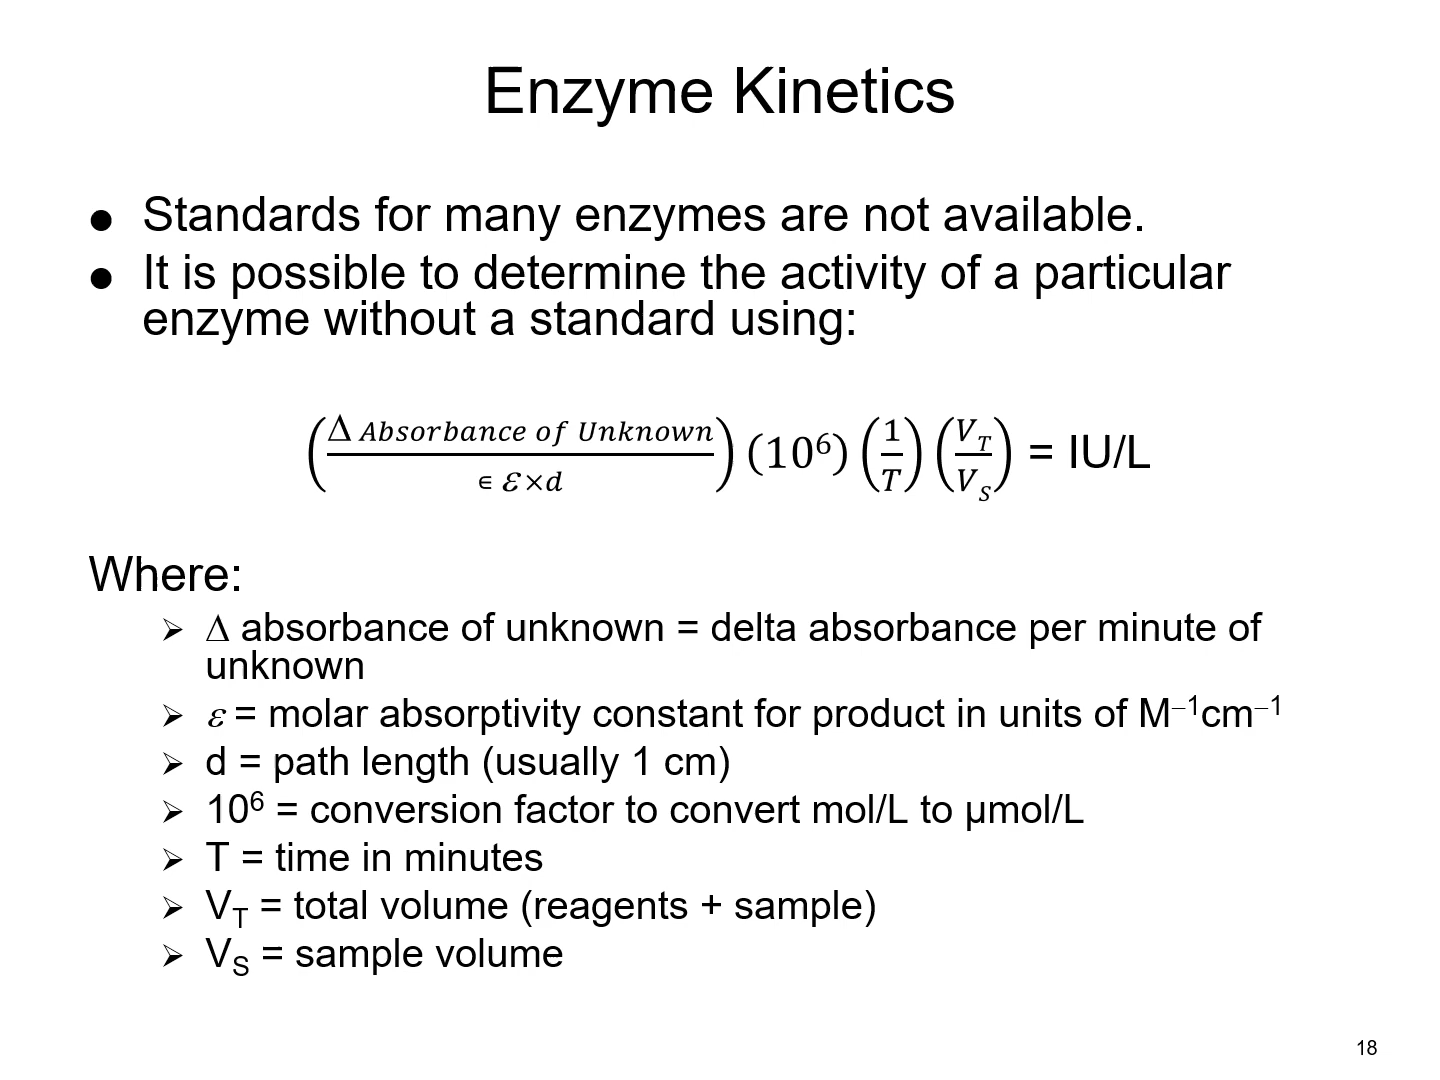 Enzyme Kinetics
● Standards for many enzymes are not available.
● It is possible to determine the activity of a particular
enzyme without a standard using:
(Δ Absorbance of Unknown / ∈ ℰ×d) (10⁶) (1/T) (V_T/V_S) = IU/L
Where:
➢ Δ absorbance of unknown = delta absorbance per minute of
unknown
➢ ℰ = molar absorptivity constant for product in units of M⁻¹cm⁻¹
➢ d = path length (usually 1 cm)
➢ 10⁶ = conversion factor to convert mol/L to µmol/L
➢ T = time in minutes
➢ V_T = total volume (reagents + sample)
➢ V_S = sample volume
18